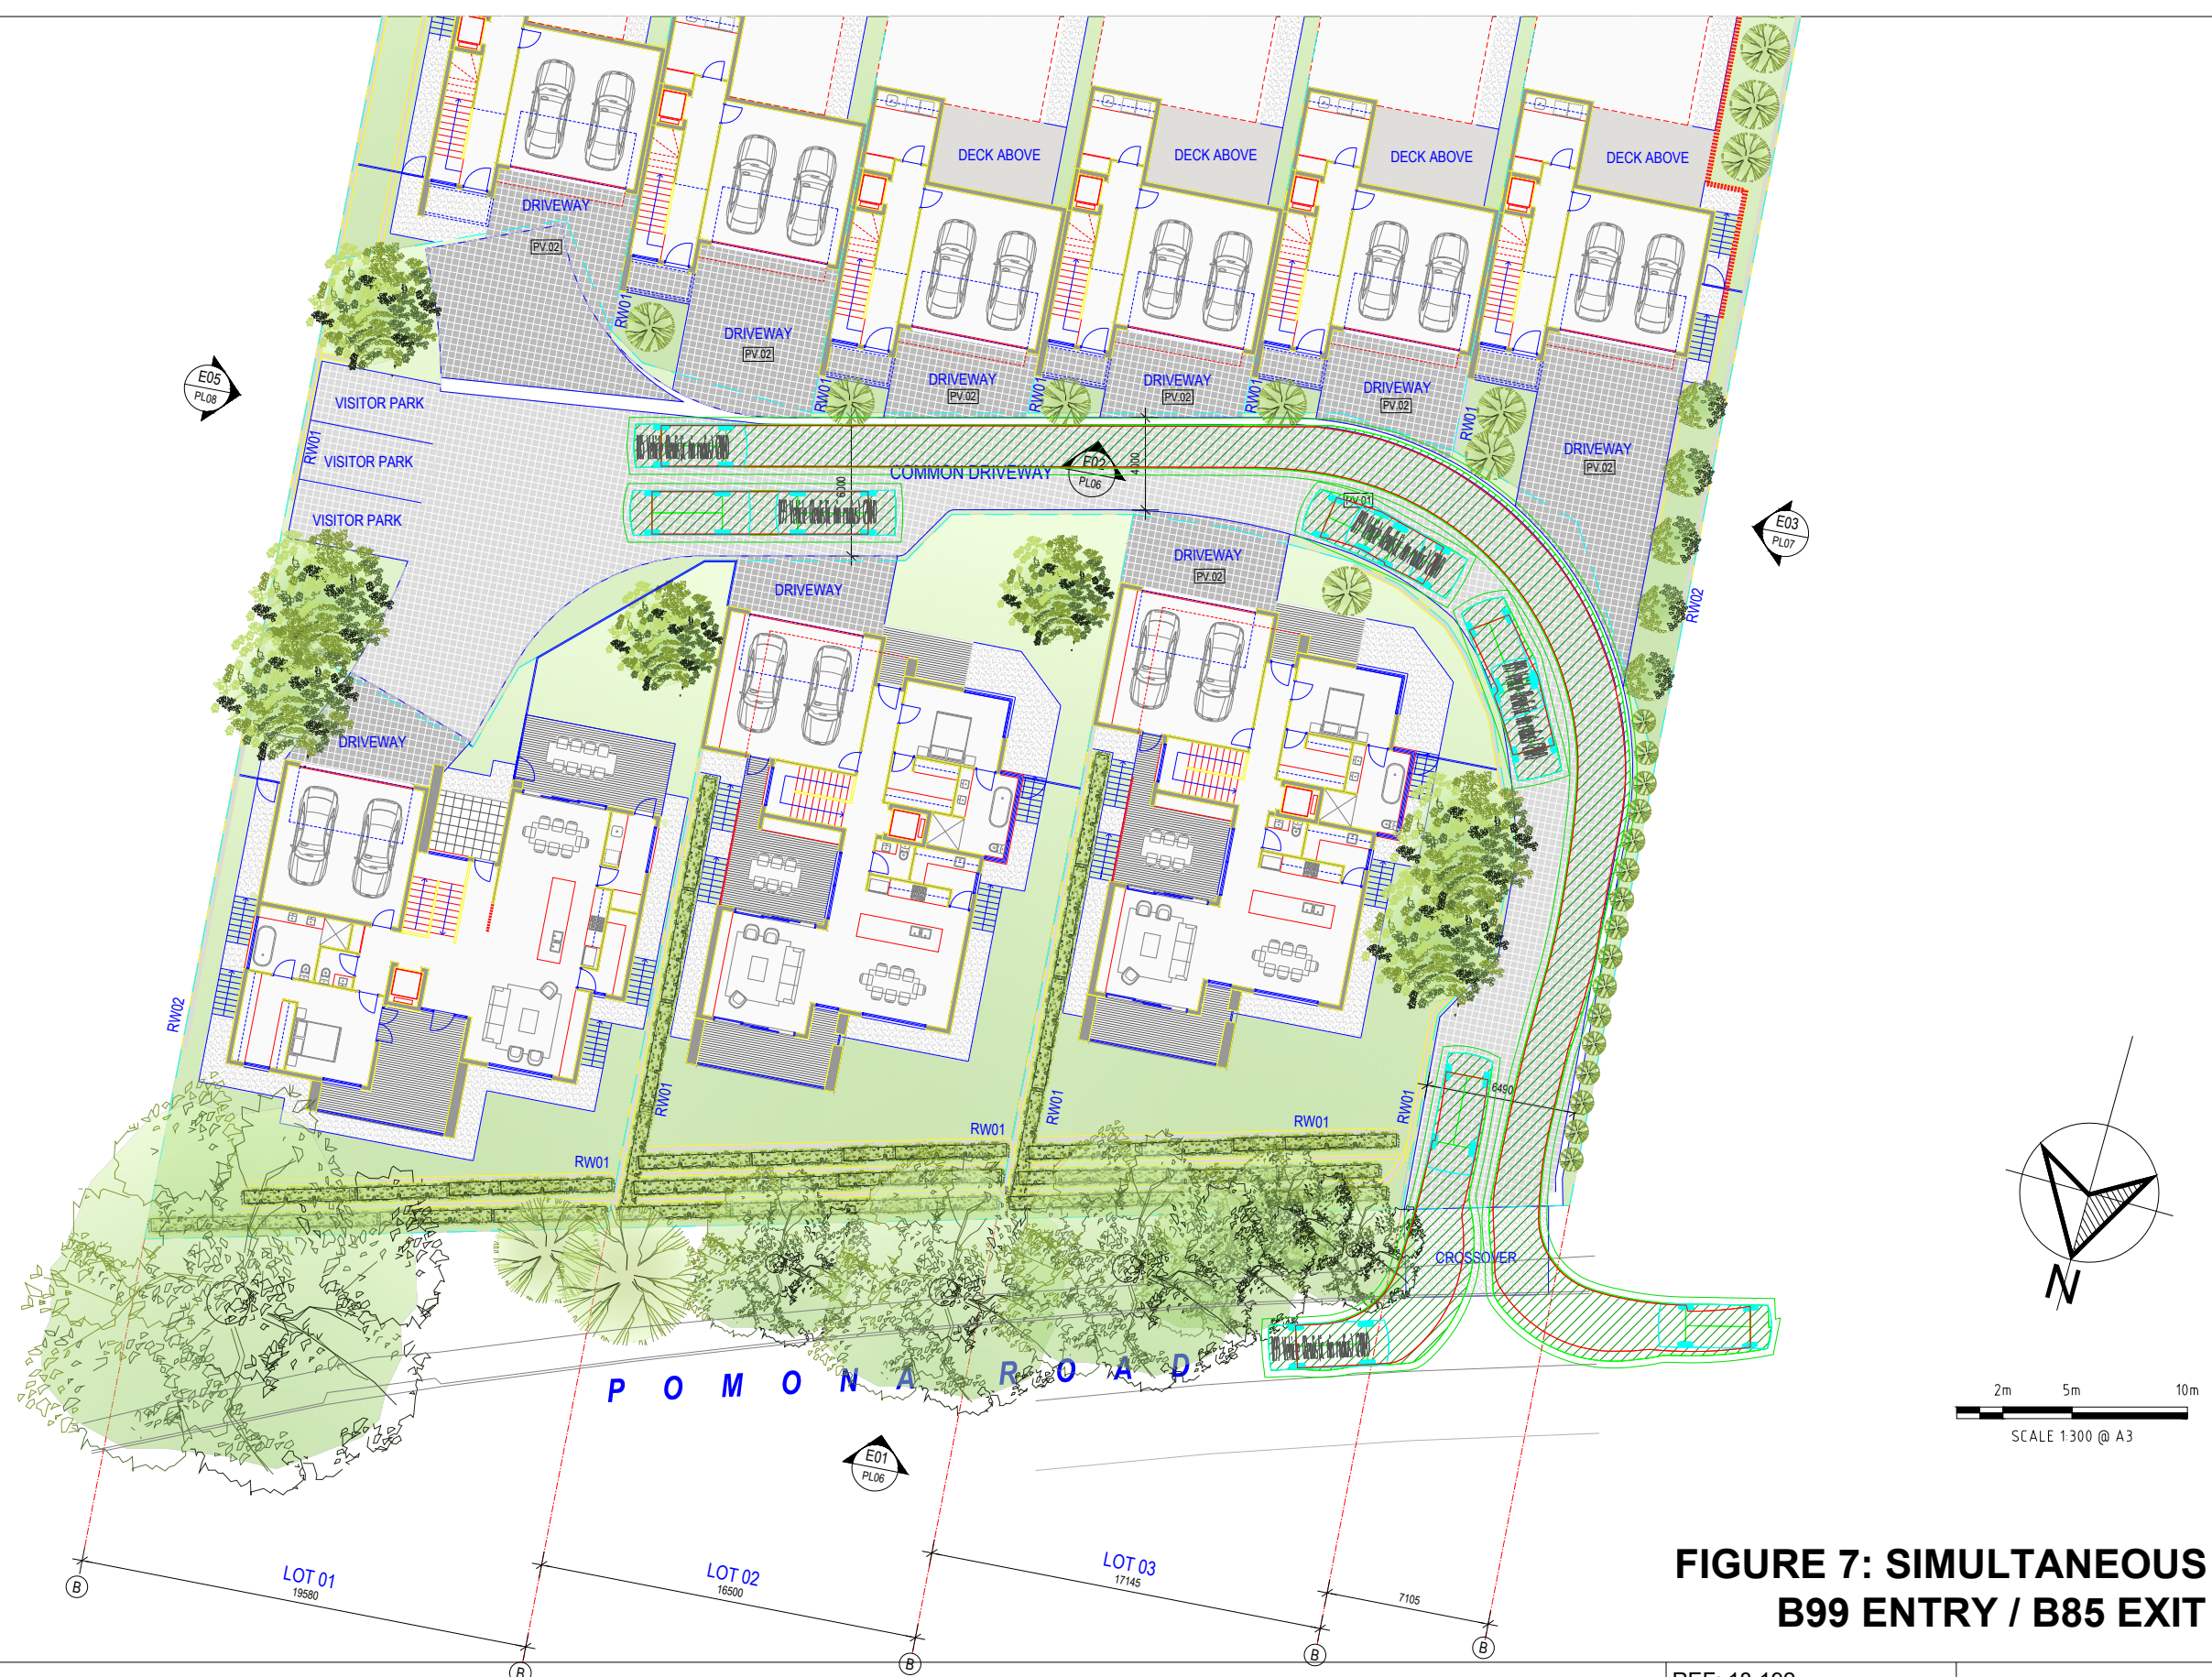 DECK ABOVE
DECK ABOVE
DECK ABOVE
DECK ABOVE
DRIVEWAY
PV.02
RW01
DRIVEWAY
PV.02
DRIVEWAY
PV.02
DRIVEWAY
PV.02
DRIVEWAY
PV.02
DRIVEWAY
PV.02
RW01
RW01
RW01
RW01
E05
PL08
VISITOR PARK
VISITOR PARK
VISITOR PARK
RW01
COMMON DRIVEWAY
E02
PL06
4000
6000
PV.01
E03
PL07
DRIVEWAY
DRIVEWAY
PV.02
RW02
DRIVEWAY
RW02
RW01
RW01
RW01
6490
RW01
RW01
RW01
CROSSOVER
POMONA ROAD
N
2m 5m 10m
SCALE 1:300 @ A3
E01
PL06
LOT 01
19580
LOT 02
16500
LOT 03
17145
7105
B
B
B
B
B
FIGURE 7: SIMULTANEOUS
B99 ENTRY / B85 EXIT